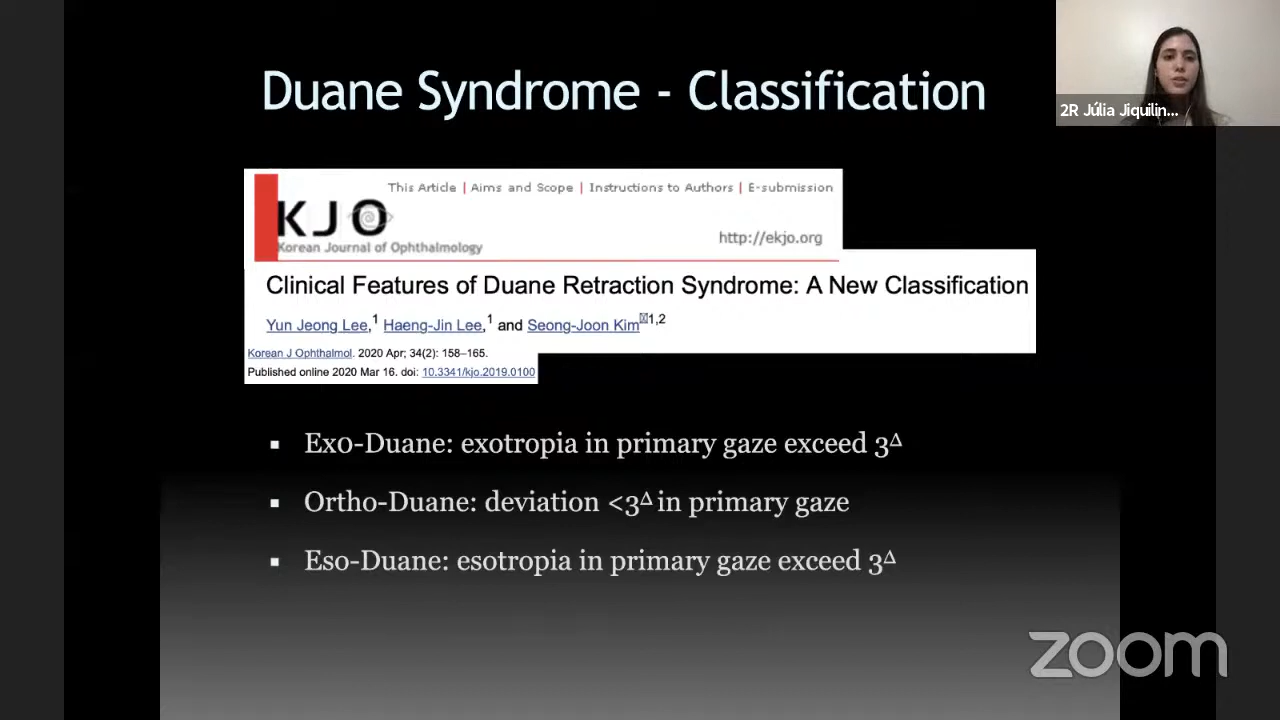 Duane Syndrome - Classification
2R Júlia Jiquilin...
This Article | Aims and Scope | Instructions to Authors | E-submission
KJO
Korean Journal of Ophthalmology
http://ekjo.org
Clinical Features of Duane Retraction Syndrome: A New Classification
Yun Jeong Lee,1 Haeng-Jin Lee,1 and Seong-Joon Kim1,2
Korean J Ophthalmol. 2020 Apr; 34(2): 158–165.
Published online 2020 Mar 16. doi: 10.3341/kjo.2019.0100
▪ Exo-Duane: exotropia in primary gaze exceed 3Δ
▪ Ortho-Duane: deviation <3Δ in primary gaze
▪ Eso-Duane: esotropia in primary gaze exceed 3Δ
zoom